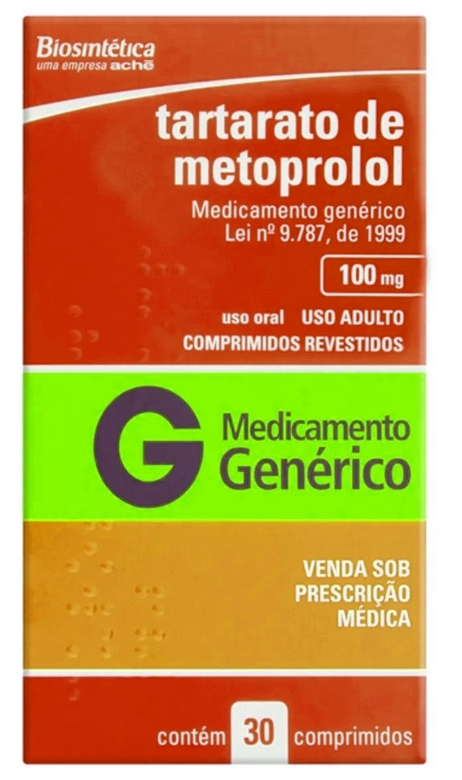 Biosintética
uma empresa achē
tartarato de
metoprolol
Medicamento genérico
Lei nº 9.787, de 1999
100 mg
uso oral USO ADULTO
COMPRIMIDOS REVESTIDOS
G Medicamento
Genérico
VENDA SOB
PRESCRIÇÃO
MÉDICA
contém 30 comprimidos